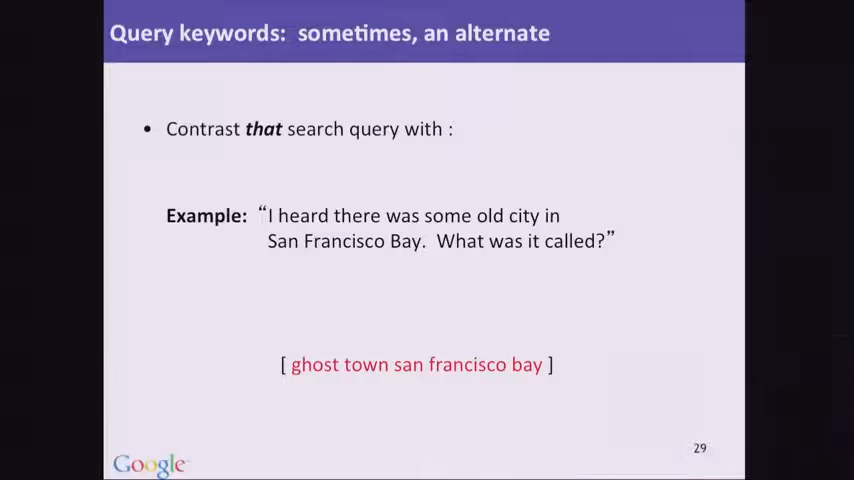 Query keywords: sometimes, an alternate
• Contrast that search query with :
Example: “I heard there was some old city in
San Francisco Bay. What was it called?”
[ ghost town san francisco bay ]
29
Google